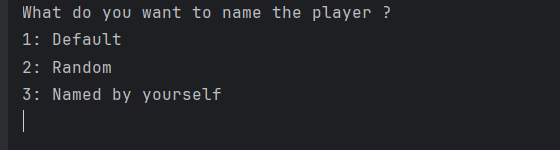 What do you want to name the player ?
1: Default
2: Random
3: Named by yourself